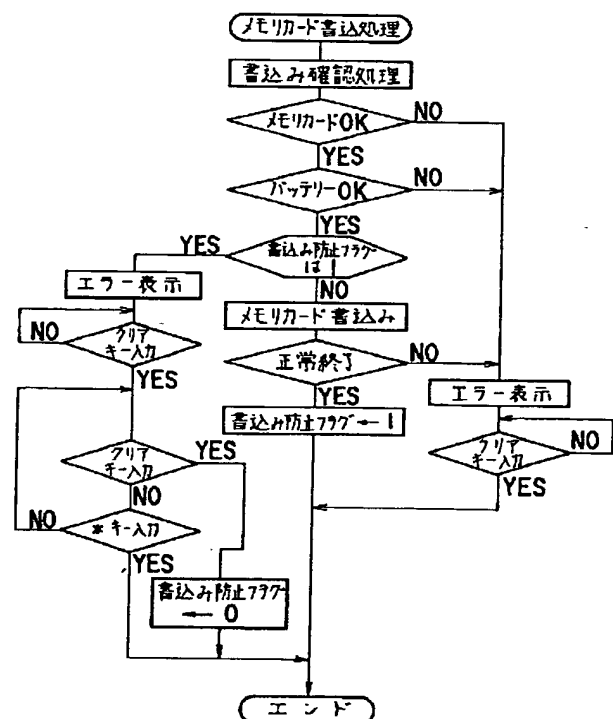 メモリカード書込処理
書込み確認処理
メモリカードOK
NO
YES
バッテリーOK
NO
YES
YES
書込み防止フラグ
は1
エラー表示
NO
メモリカード書込み
NO
クリア
キー入力
正常終了
NO
YES
YES
エラー表示
書込み防止フラグ←1
クリア
キー入力
NO
クリア
キー入力
YES
YES
NO
NO
*キー入力
YES
書込み防止フラグ
←0
エンド